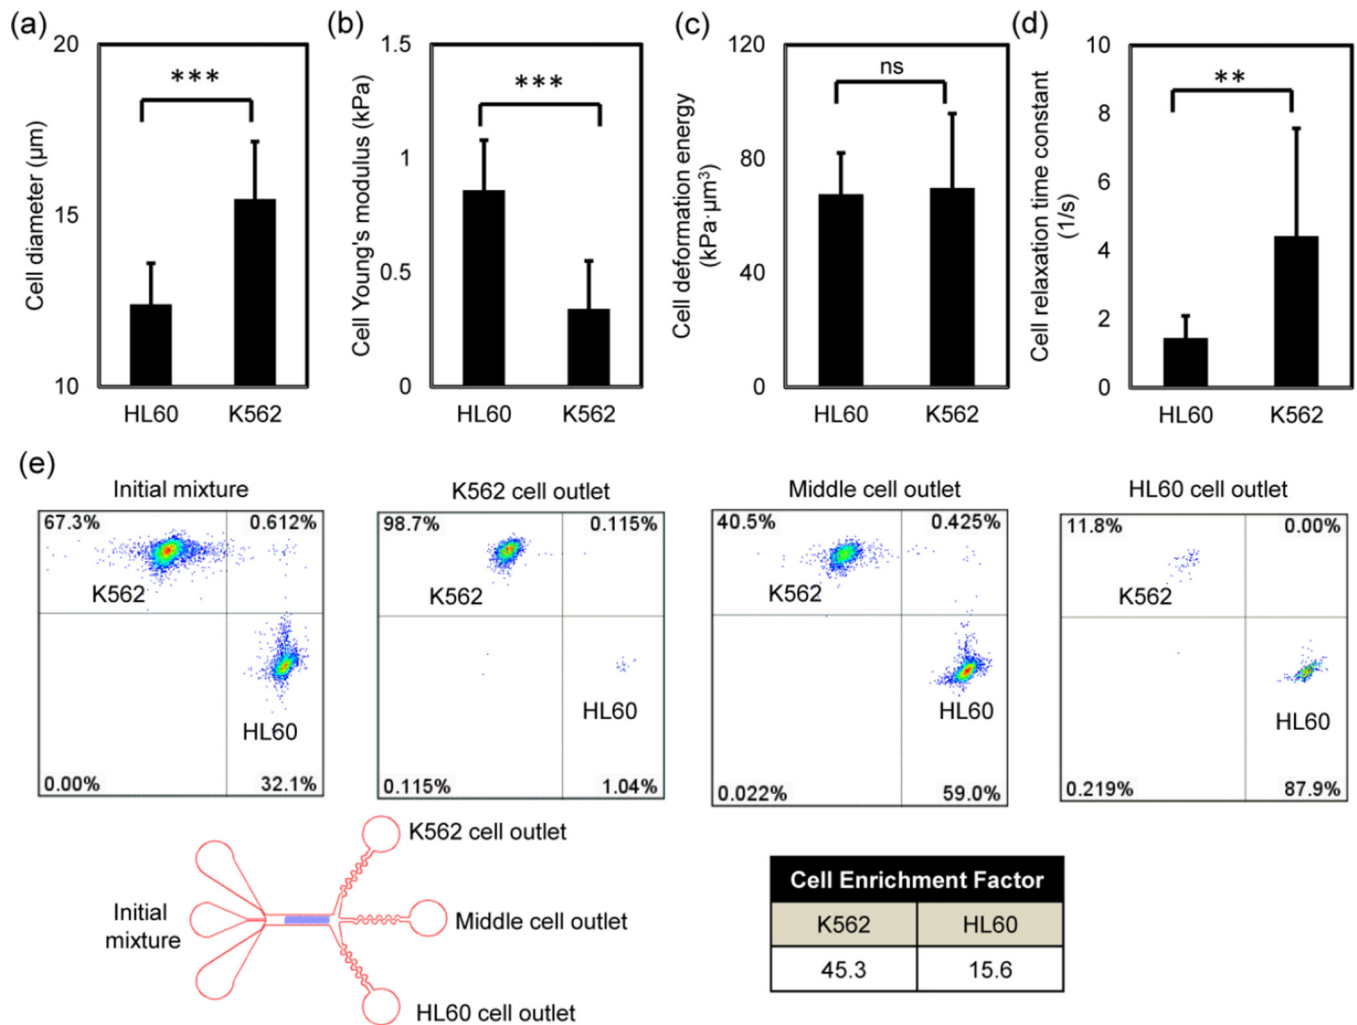 (a)
20
15
10
Cell diameter (μm)
***
HL60 K562
(b)
1.5
1
0.5
0
Cell Young's modulus (kPa)
***
HL60 K562
(c)
120
80
40
0
Cell deformation energy
(kPa·μm³)
ns
HL60 K562
(d)
10
8
6
4
2
0
Cell relaxation time constant
(1/s)
**
HL60 K562
(e)
Initial mixture
67.3% 0.612%
K562
HL60
0.00% 32.1%
K562 cell outlet
98.7% 0.115%
K562
HL60
0.115% 1.04%
Middle cell outlet
40.5% 0.425%
K562
HL60
0.022% 59.0%
HL60 cell outlet
11.8% 0.00%
K562
HL60
0.219% 87.9%
Initial
mixture
K562 cell outlet
Middle cell outlet
HL60 cell outlet
Cell Enrichment Factor
K562 HL60
45.3 15.6